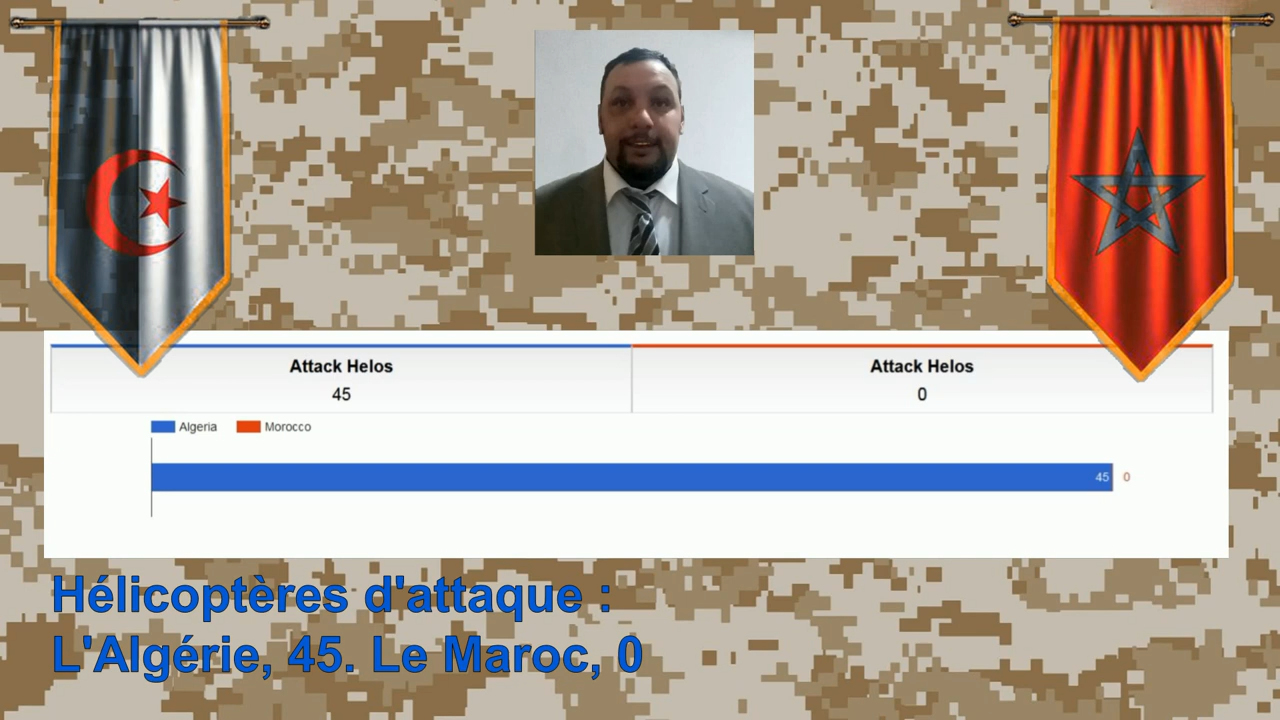 Attack Helos
45
Attack Helos
0
Algeria
Morocco
45
0
Hélicoptères d'attaque :
L'Algérie, 45. Le Maroc, 0